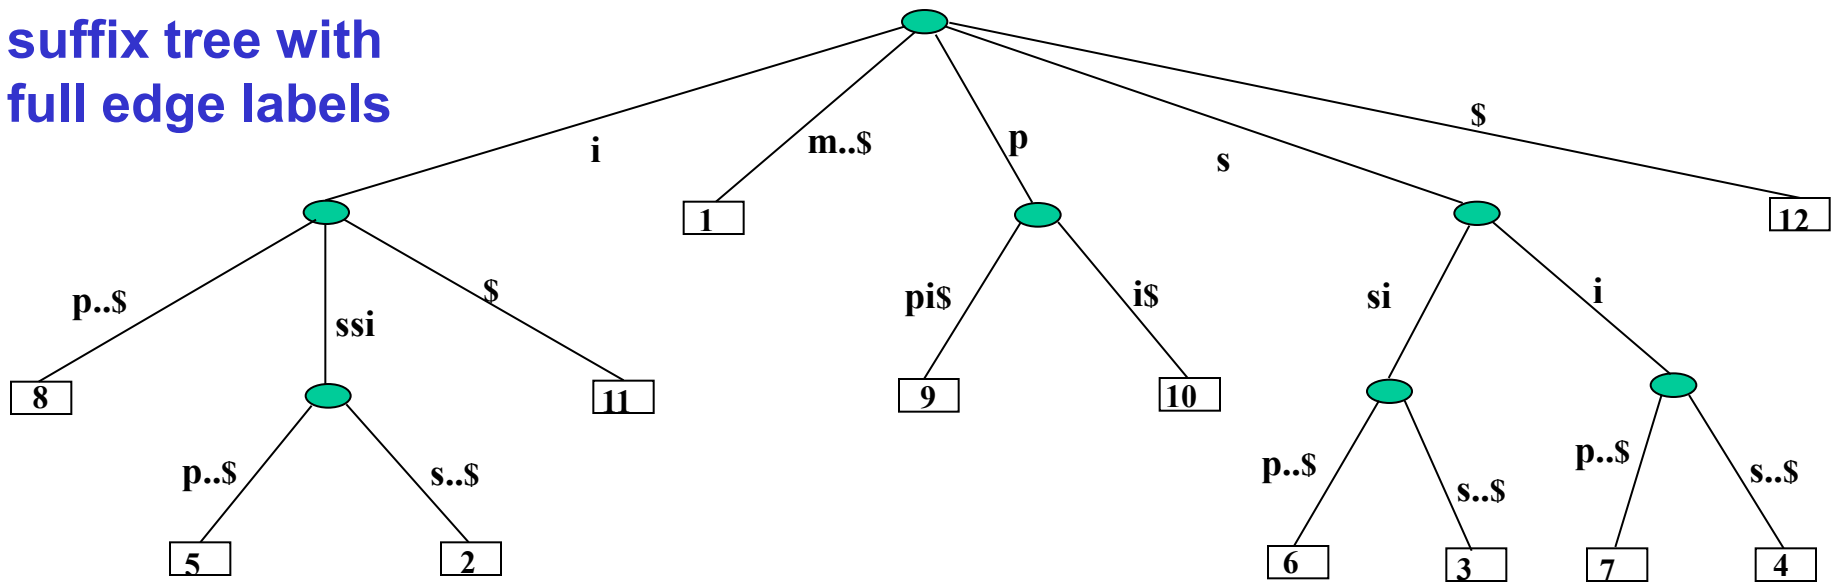 suffix tree with
full edge labels
i
m..$
p
s
$
1
12
p..$
ssi
$
pi$
i$
si
i
8
11
9
10
p..$
s..$
p..$
s..$
p..$
s..$
5
2
6
3
7
4